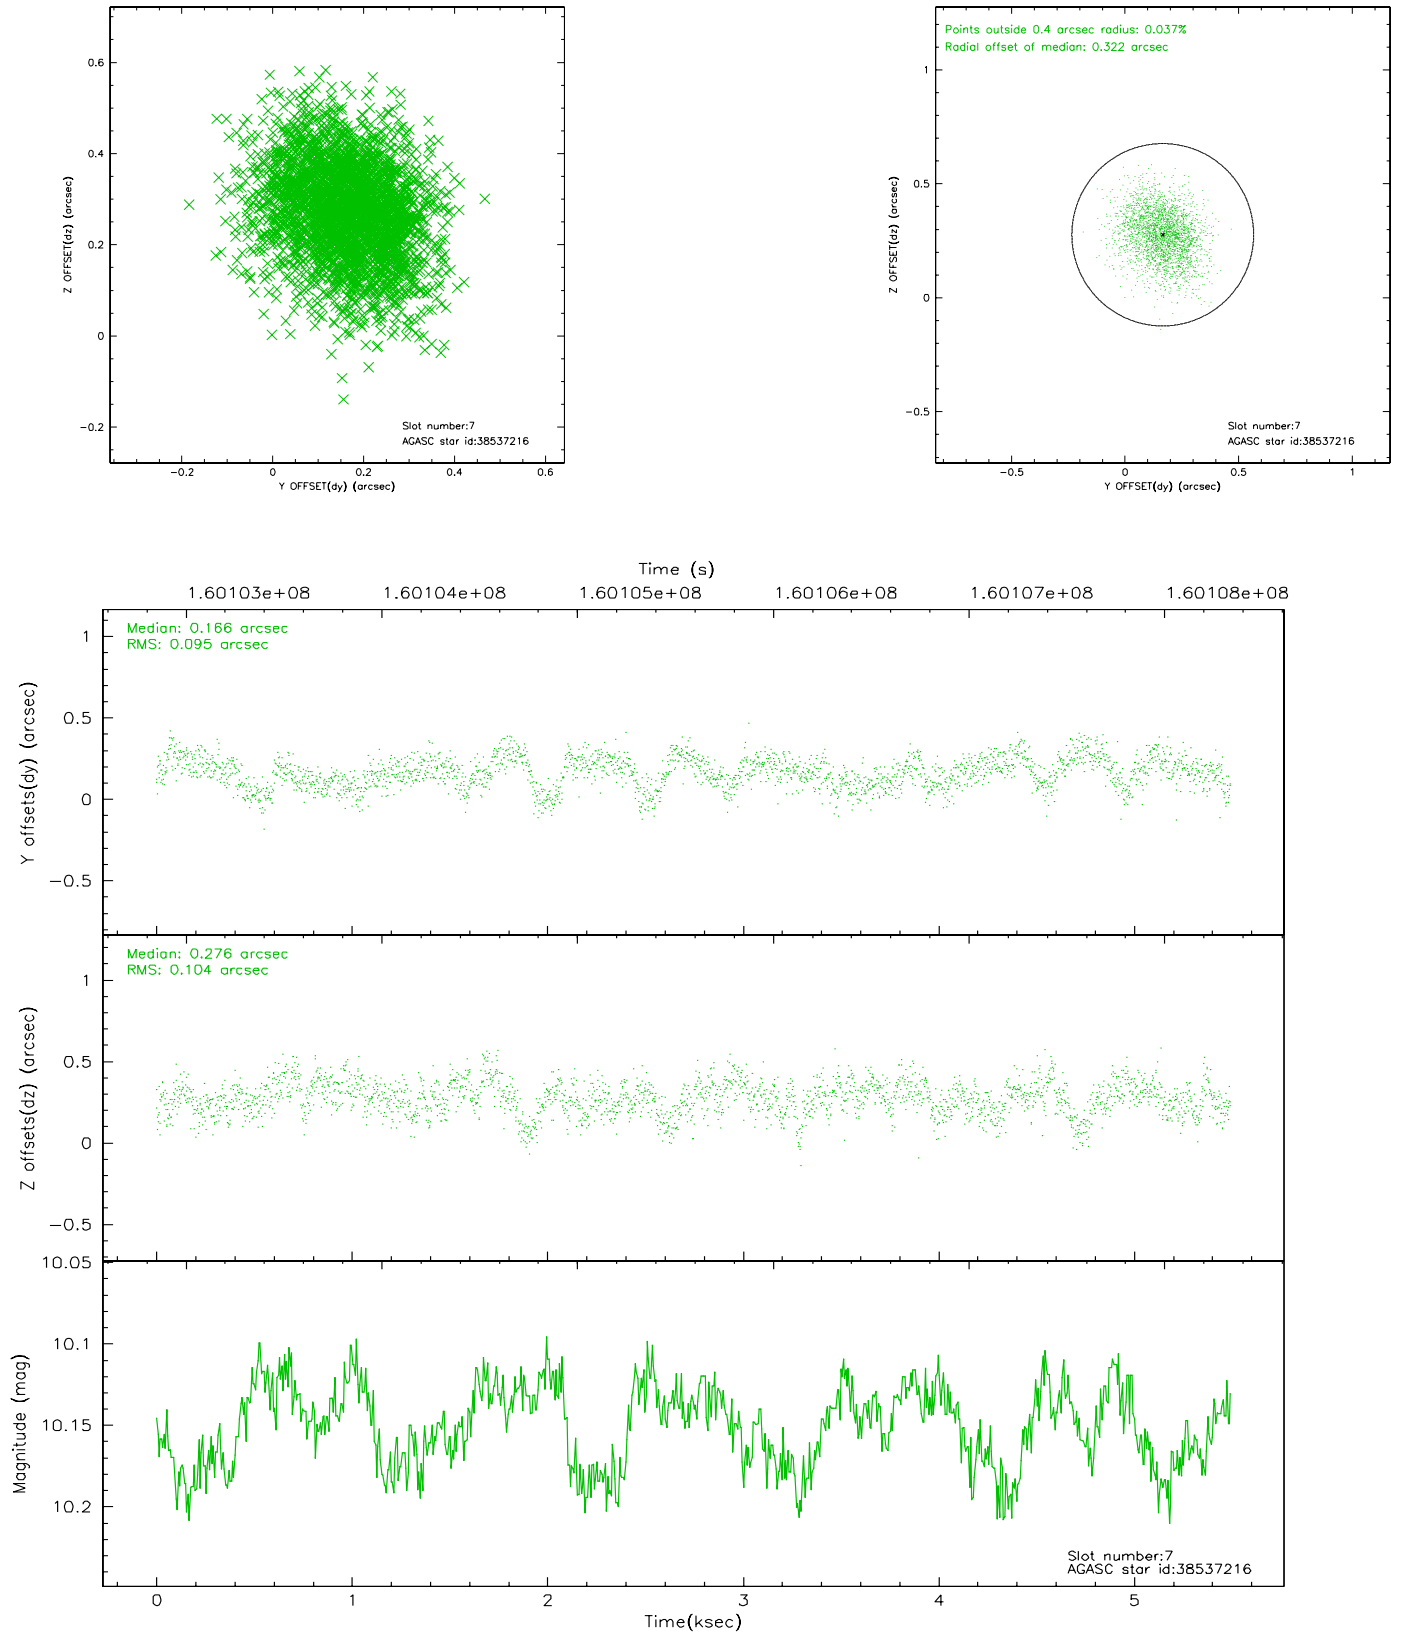 0.6
0.4
0.2
0
−0.2
Z OFFSET(dz) (arcsec)
−0.2 0 0.2 0.4 0.6
Y OFFSET(dy) (arcsec)
Slot number:7
AGASC star id:38537216
Points outside 0.4 arcsec radius: 0.037%
Radial offset of median: 0.322 arcsec
1
0.5
0
−0.5
Z OFFSET(dz) (arcsec)
−0.5 0 0.5 1
Y OFFSET(dy) (arcsec)
Slot number:7
AGASC star id:38537216
Time (s)
1.60103e+08 1.60104e+08 1.60105e+08 1.60106e+08 1.60107e+08 1.60108e+08
Median: 0.166 arcsec
RMS: 0.095 arcsec
1
0.5
0
−0.5
Y offsets(dy) (arcsec)
Median: 0.276 arcsec
RMS: 0.104 arcsec
1
0.5
0
−0.5
Z offsets(dz) (arcsec)
10.05
10.1
10.15
10.2
Magnitude (mag)
Slot number:7
AGASC star id:38537216
0 1 2 3 4 5
Time(ksec)